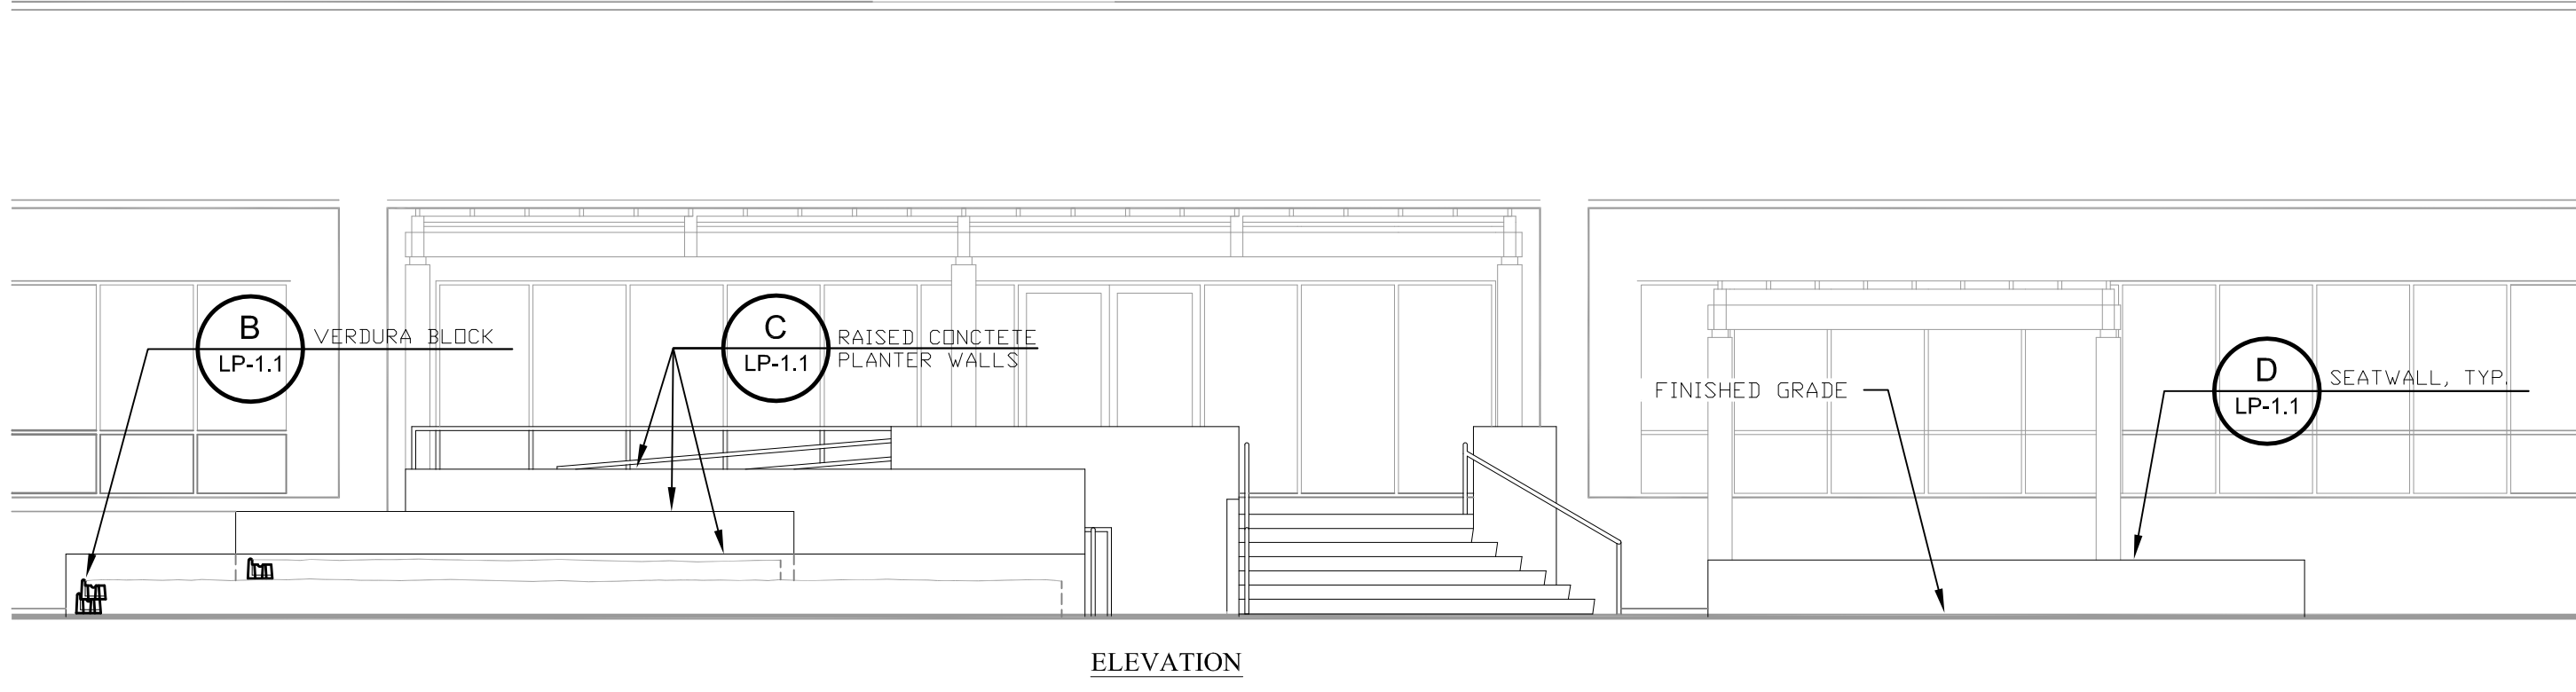 B
LP-1.1
VERDURA BLOCK
C
LP-1.1
RAISED CONCTETE
PLANTER WALLS
FINISHED GRADE
D
LP-1.1
SEATWALL, TYP.
ELEVATION